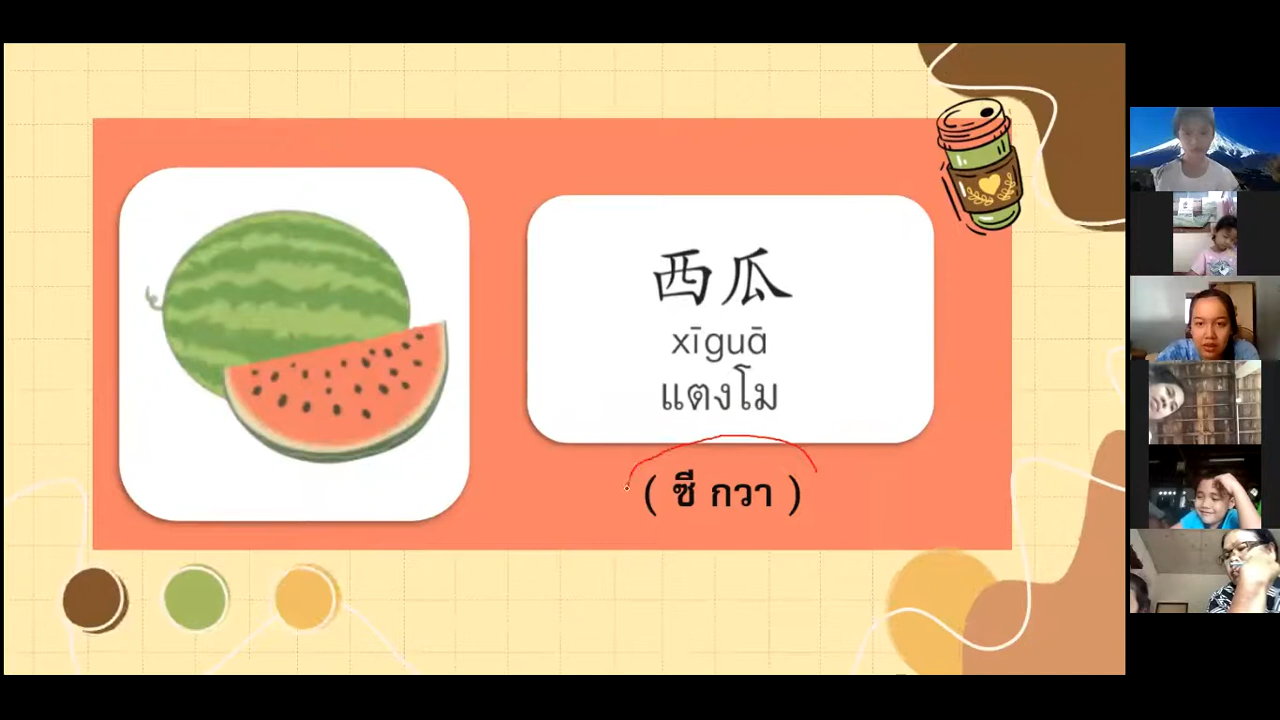 西瓜
xīguā
แตงโม
( ซี กวา )